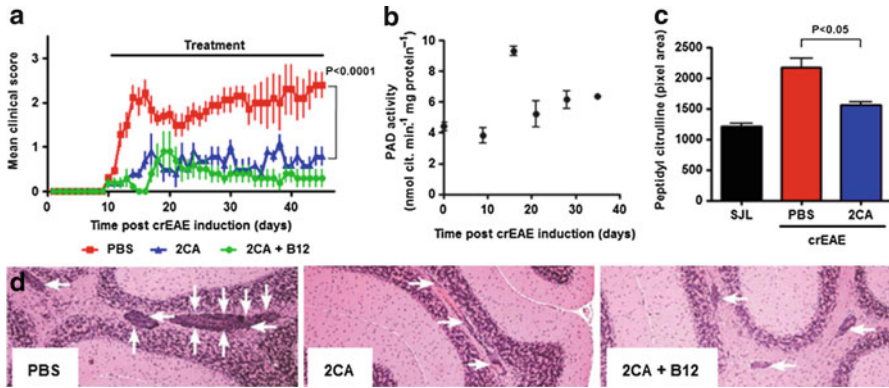 a
Treatment
P<0.0001
Mean clinical score
3
2
1
0
0 10 20 30 40 50
Time post crEAE induction (days)
PBS 2CA 2CA + B12
b
PAD activity
(nmol cit. min.⁻¹ mg protein⁻¹)
10
8
6
4
2
0
0 10 20 30 40
Time post crEAE induction (days)
c
P<0.05
Peptidyl citrulline (pixel area)
2500
2000
1500
1000
500
0
SJL PBS 2CA
crEAE
d
PBS
2CA
2CA + B12